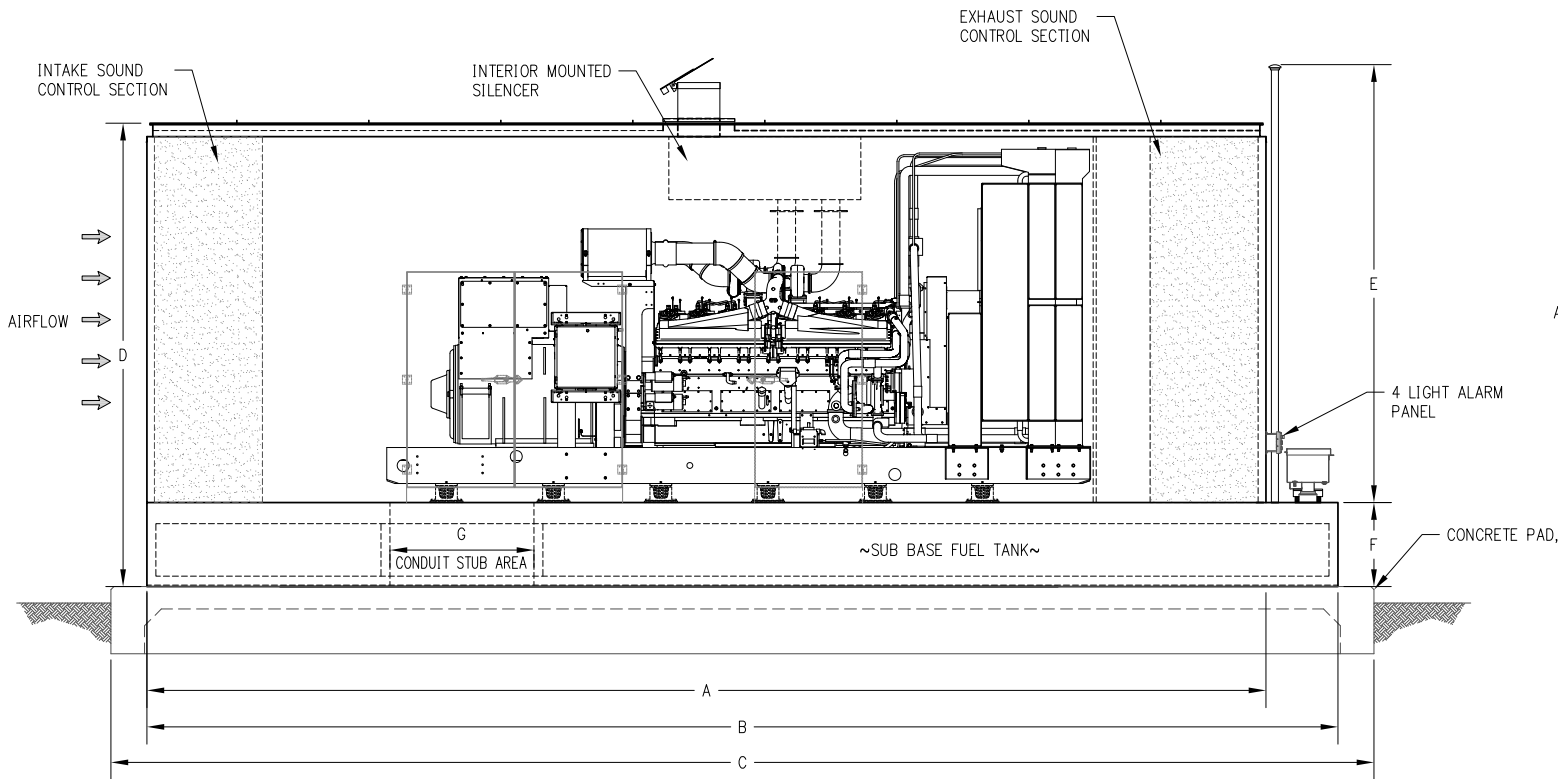 EXHAUST SOUND
CONTROL SECTION
INTAKE SOUND
CONTROL SECTION
INTERIOR MOUNTED
SILENCER
AIRFLOW
D
E
4 LIGHT ALARM
PANEL
G
CONDUIT STUB AREA
~SUB BASE FUEL TANK~
F
CONCRETE PAD,
A
B
C